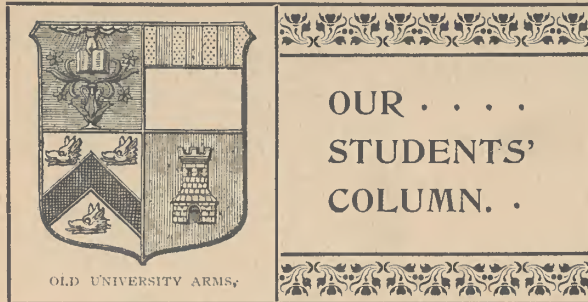 OLD UNIVERSITY ARMS,
OUR . . . .
STUDENTS'
COLUMN. .